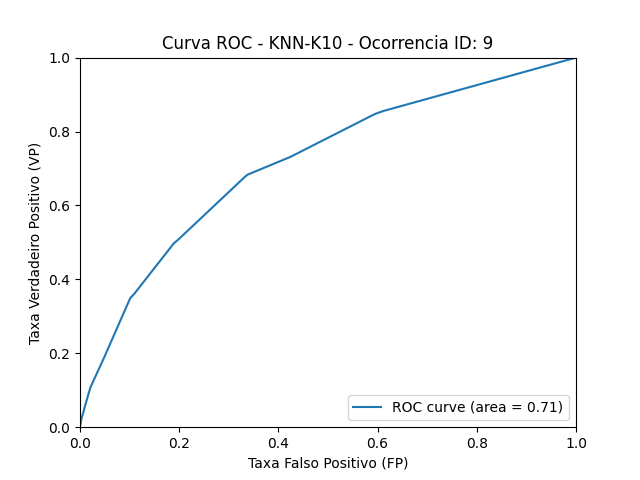 Curva ROC - KNN-K10 - Ocorrencia ID: 9
Taxa Verdadeiro Positivo (VP)
1.0
0.8
0.6
0.4
0.2
0.0
ROC curve (area = 0.71)
0.0 0.2 0.4 0.6 0.8 1.0
Taxa Falso Positivo (FP)